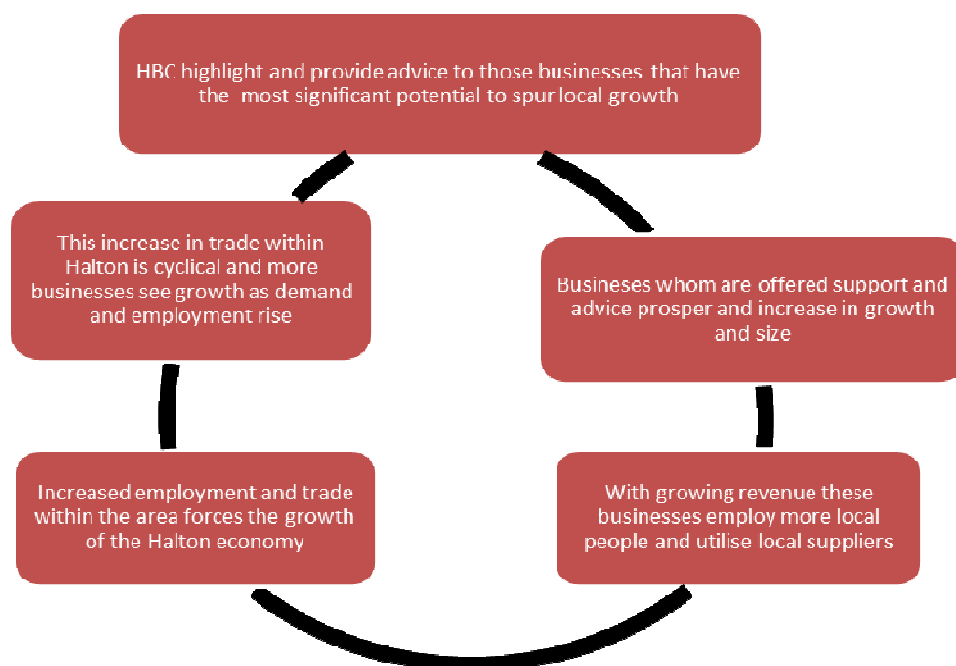 HBC highlight and provide advice to those businesses that have
the most significant potential to spur local growth
This increase in trade within
Halton is cyclical and more
businesses see growth as demand
and employment rise
Busineses whom are offered support and
advice prosper and increase in growth
and size
Increased employment and trade
within the area forces the growth
of the Halton economy
With growing revenue these
businesses employ more local
people and utilise local suppliers